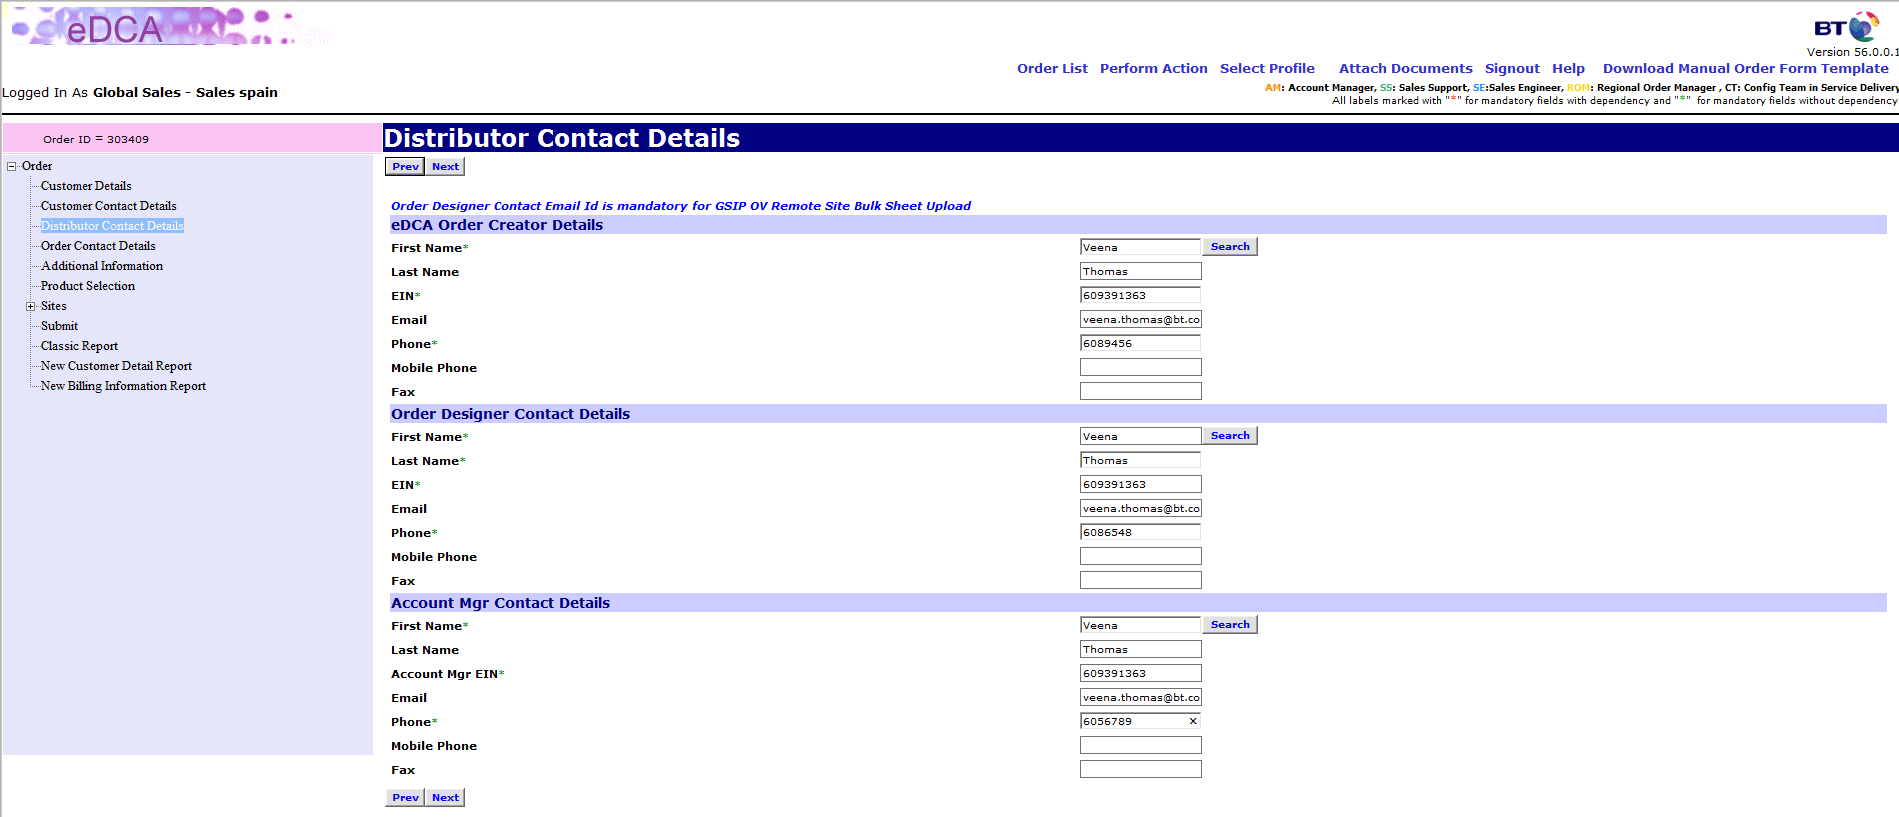 eDCA
BT
Version 56.0.0.1
Order List Perform Action Select Profile Attach Documents Signout Help Download Manual Order Form Template
Logged In As Global Sales - Sales spain
AM: Account Manager, SS: Sales Support, SE:Sales Engineer, ROM: Regional Order Manager , CT: Config Team in Service Delivery
All labels marked with "*" for mandatory fields with dependency and "*" for mandatory fields without dependency
Order ID = 303409
Order
Customer Details
Customer Contact Details
Distributor Contact Details
Order Contact Details
Additional Information
Product Selection
Sites
Submit
Classic Report
New Customer Detail Report
New Billing Information Report
Distributor Contact Details
Prev Next
Order Designer Contact Email Id is mandatory for GSIP OV Remote Site Bulk Sheet Upload
eDCA Order Creator Details
First Name* Veena Search
Last Name Thomas
EIN* 609391363
Email veena.thomas@bt.co
Phone* 6089456
Mobile Phone
Fax
Order Designer Contact Details
First Name* Veena Search
Last Name* Thomas
EIN* 609391363
Email veena.thomas@bt.co
Phone* 6086548
Mobile Phone
Fax
Account Mgr Contact Details
First Name* Veena Search
Last Name Thomas
Account Mgr EIN* 609391363
Email veena.thomas@bt.co
Phone* 6056789 ×
Mobile Phone
Fax
Prev Next